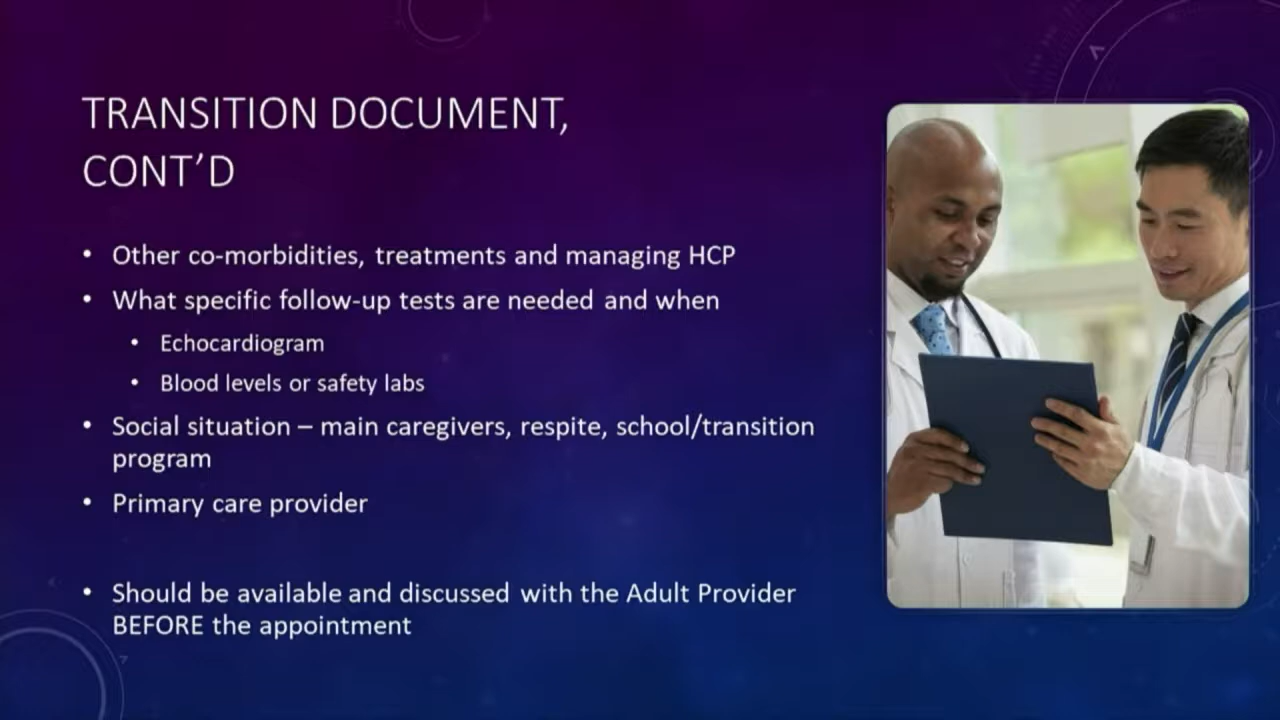 TRANSITION DOCUMENT,
CONT’D
• Other co-morbidities, treatments and managing HCP
• What specific follow-up tests are needed and when
• Echocardiogram
• Blood levels or safety labs
• Social situation – main caregivers, respite, school/transition
program
• Primary care provider
• Should be available and discussed with the Adult Provider
BEFORE the appointment